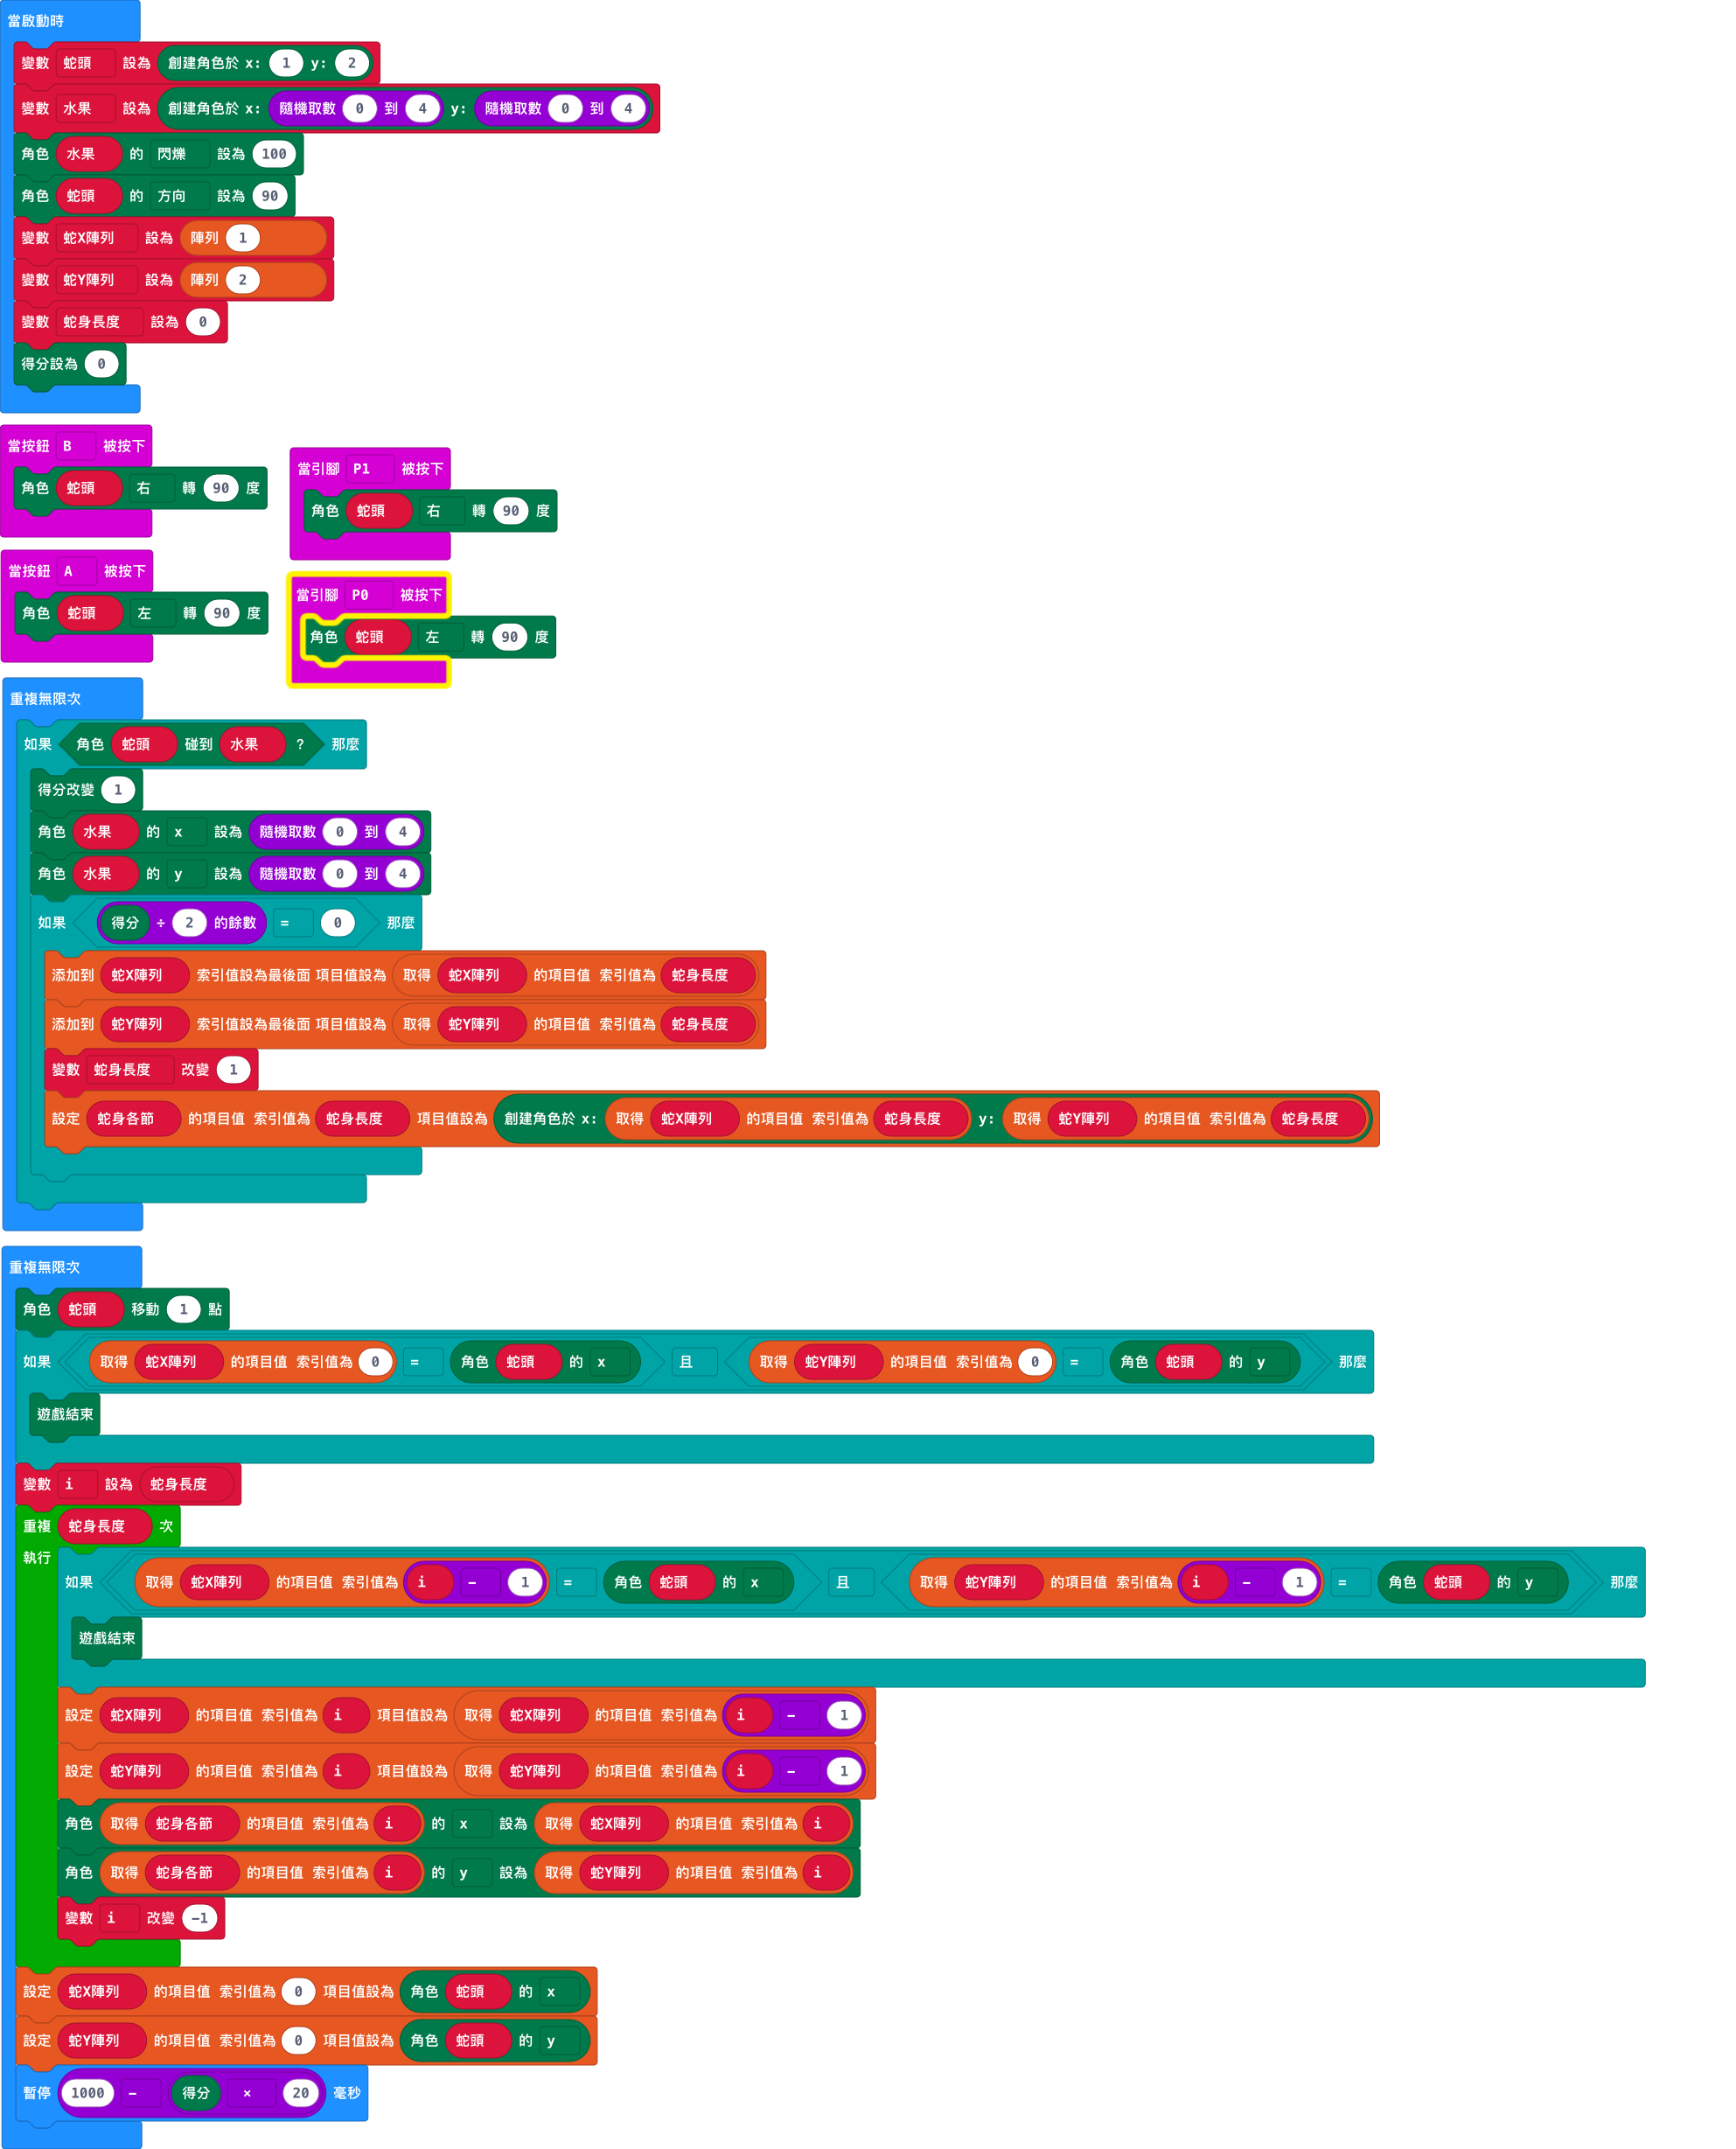 當啟動時
變數 蛇頭 設為 創建角色於 x: 1 y: 2
變數 水果 設為 創建角色於 x: 隨機取數 0 到 4 y: 隨機取數 0 到 4
角色 水果 的 閃爍 設為 100
角色 蛇頭 的 方向 設為 90
變數 蛇X陣列 設為 陣列 1
變數 蛇Y陣列 設為 陣列 2
變數 蛇身長度 設為 0
得分設為 0
當按鈕 B 被按下
角色 蛇頭 右 轉 90 度
當引腳 P1 被按下
角色 蛇頭 右 轉 90 度
當按鈕 A 被按下
角色 蛇頭 左 轉 90 度
當引腳 P0 被按下
角色 蛇頭 左 轉 90 度
重複無限次
如果 角色 蛇頭 碰到 水果 ? 那麼
得分改變 1
角色 水果 的 x 設為 隨機取數 0 到 4
角色 水果 的 y 設為 隨機取數 0 到 4
如果 得分 ÷ 2 的餘數 = 0 那麼
添加到 蛇X陣列 索引值設為最後面 項目值設為 取得 蛇X陣列 的項目值 索引值為 蛇身長度
添加到 蛇Y陣列 索引值設為最後面 項目值設為 取得 蛇Y陣列 的項目值 索引值為 蛇身長度
變數 蛇身長度 改變 1
設定 蛇身各節 的項目值 索引值為 蛇身長度 項目值設為 創建角色於 x: 取得 蛇X陣列 的項目值 索引值為 蛇身長度 y: 取得 蛇Y陣列 的項目值 索引值為 蛇身長度
重複無限次
角色 蛇頭 移動 1 點
如果 取得 蛇X陣列 的項目值 索引值為 0 = 角色 蛇頭 的 x 且 取得 蛇Y陣列 的項目值 索引值為 0 = 角色 蛇頭 的 y 那麼
遊戲結束
變數 i 設為 蛇身長度
重複 蛇身長度 次
執行
如果 取得 蛇X陣列 的項目值 索引值為 i - 1 = 角色 蛇頭 的 x 且 取得 蛇Y陣列 的項目值 索引值為 i - 1 = 角色 蛇頭 的 y 那麼
遊戲結束
設定 蛇X陣列 的項目值 索引值為 i 項目值設為 取得 蛇X陣列 的項目值 索引值為 i - 1
設定 蛇Y陣列 的項目值 索引值為 i 項目值設為 取得 蛇Y陣列 的項目值 索引值為 i - 1
角色 取得 蛇身各節 的項目值 索引值為 i 的 x 設為 取得 蛇X陣列 的項目值 索引值為 i
角色 取得 蛇身各節 的項目值 索引值為 i 的 y 設為 取得 蛇Y陣列 的項目值 索引值為 i
變數 i 改變 -1
設定 蛇X陣列 的項目值 索引值為 0 項目值設為 角色 蛇頭 的 x
設定 蛇Y陣列 的項目值 索引值為 0 項目值設為 角色 蛇頭 的 y
暫停 1000 - 得分 × 20 毫秒